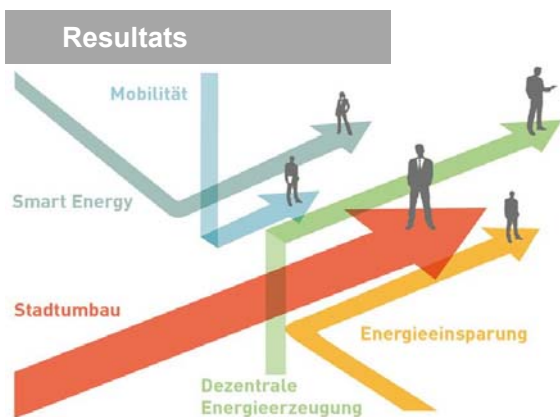 Resultats
Mobilität
Smart Energy
Stadtumbau
Energieeinsparung
Dezentrale
Energieerzeugung